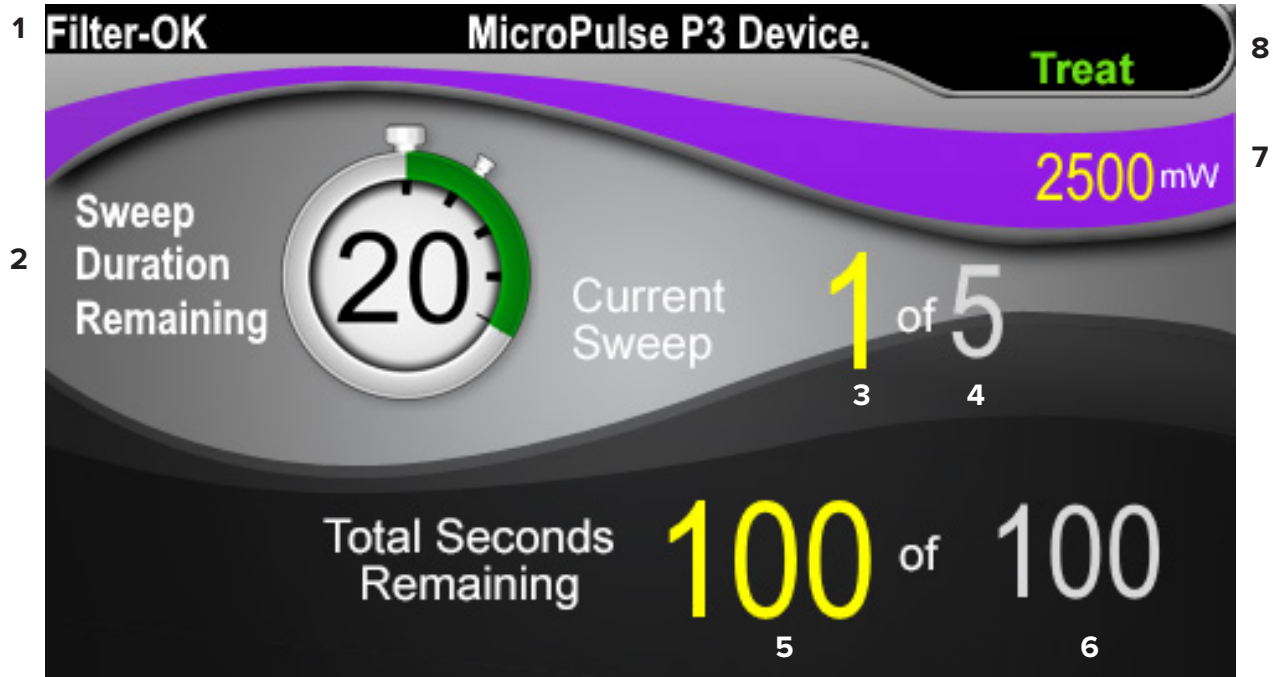 1 Filter-OK MicroPulse P3 Device. 8
Treat
7 2500 mW
2 Sweep
Duration
Remaining
20
Current
Sweep
1 of 5
3 4
Total Seconds
Remaining
100 of 100
5 6